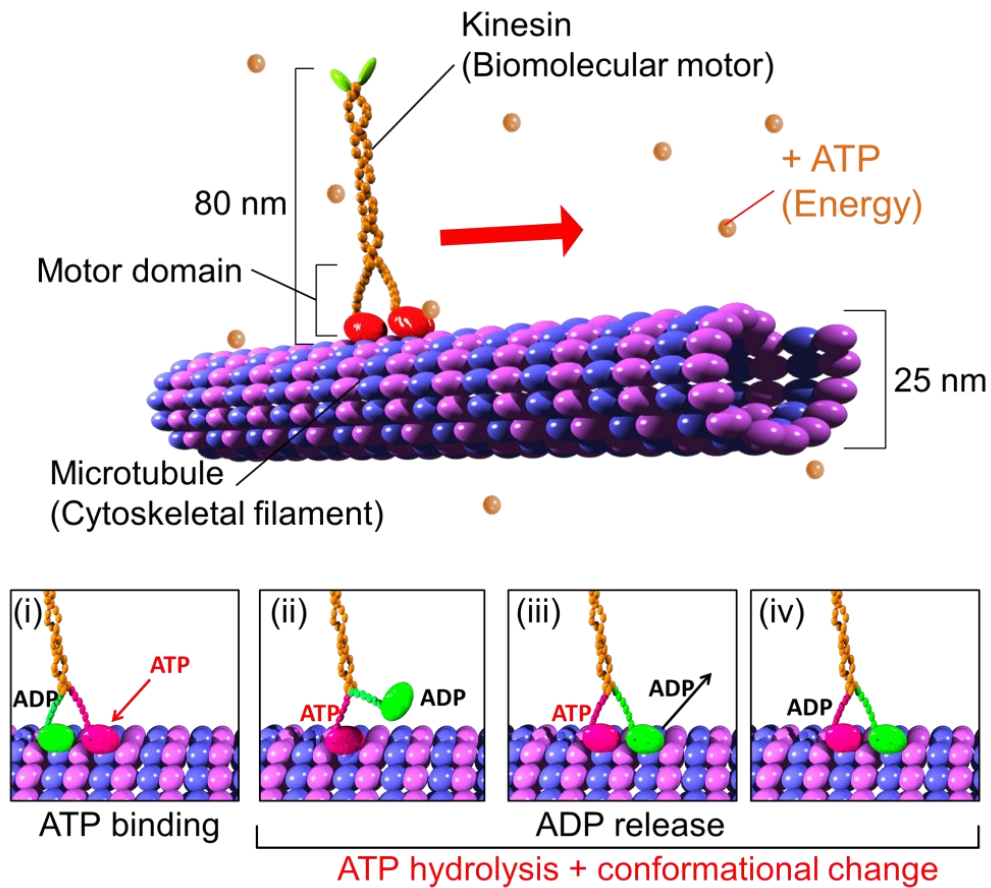 Kinesin
(Biomolecular motor)
+ ATP
(Energy)
80 nm
Motor domain
25 nm
Microtubule
(Cytoskeletal filament)
(i)
ADP
ATP
(ii)
ATP
ADP
(iii)
ATP
ADP
(iv)
ADP
ATP binding
ADP release
ATP hydrolysis + conformational change